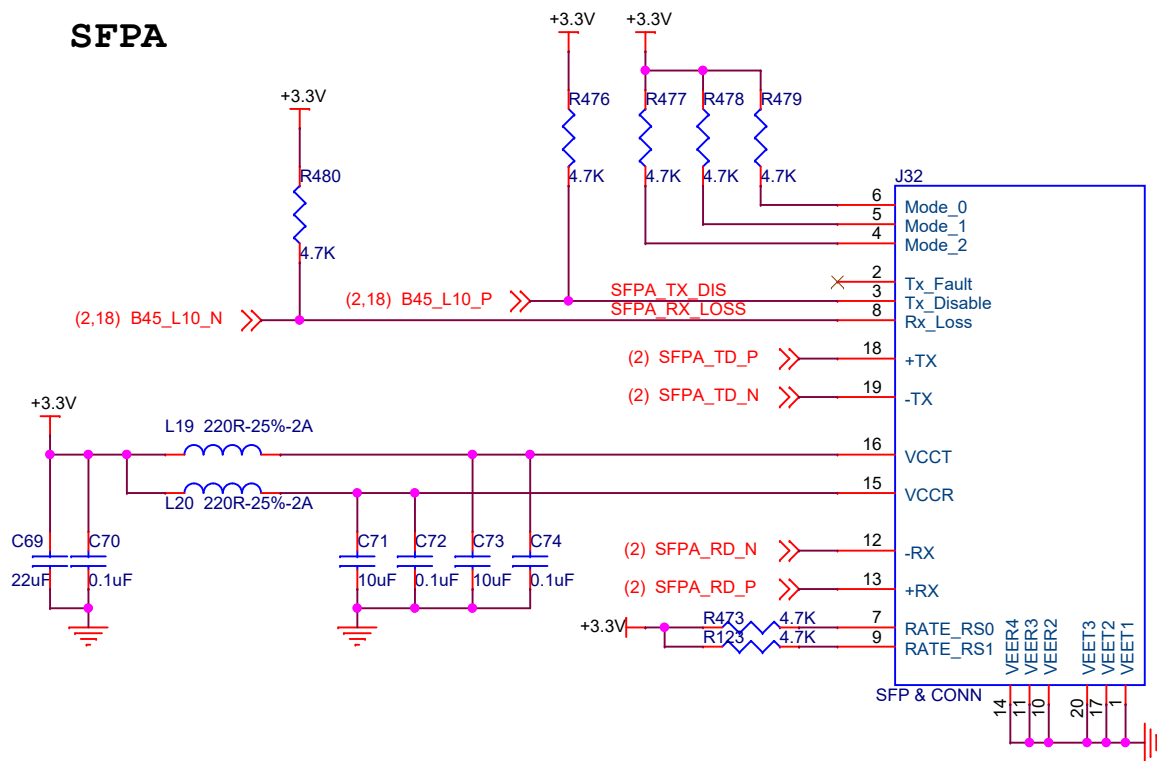 SFPA
+3.3V +3.3V
+3.3V
R476 R477 R478 R479
4.7K 4.7K 4.7K 4.7K
R480
4.7K
J32
6 Mode_0
5 Mode_1
4 Mode_2
2 Tx_Fault
(2,18) B45_L10_P SFPA_TX_DIS 3 Tx_Disable
(2,18) B45_L10_N SFPA_RX_LOSS 8 Rx_Loss
(2) SFPA_TD_P 18 +TX
(2) SFPA_TD_N 19 -TX
+3.3V
L19 220R-25%-2A
16 VCCT
15 VCCR
L20 220R-25%-2A
C69 C70 C71 C72 C73 C74
22uF 0.1uF 10uF 0.1uF 10uF 0.1uF
(2) SFPA_RD_N 12 -RX
(2) SFPA_RD_P 13 +RX
+3.3V R473 4.7K 7 RATE_RS0
R123 4.7K 9 RATE_RS1
VEER4 VEER3 VEER2 VEET3 VEET2 VEET1
SFP & CONN
14 11 10 20 17 1